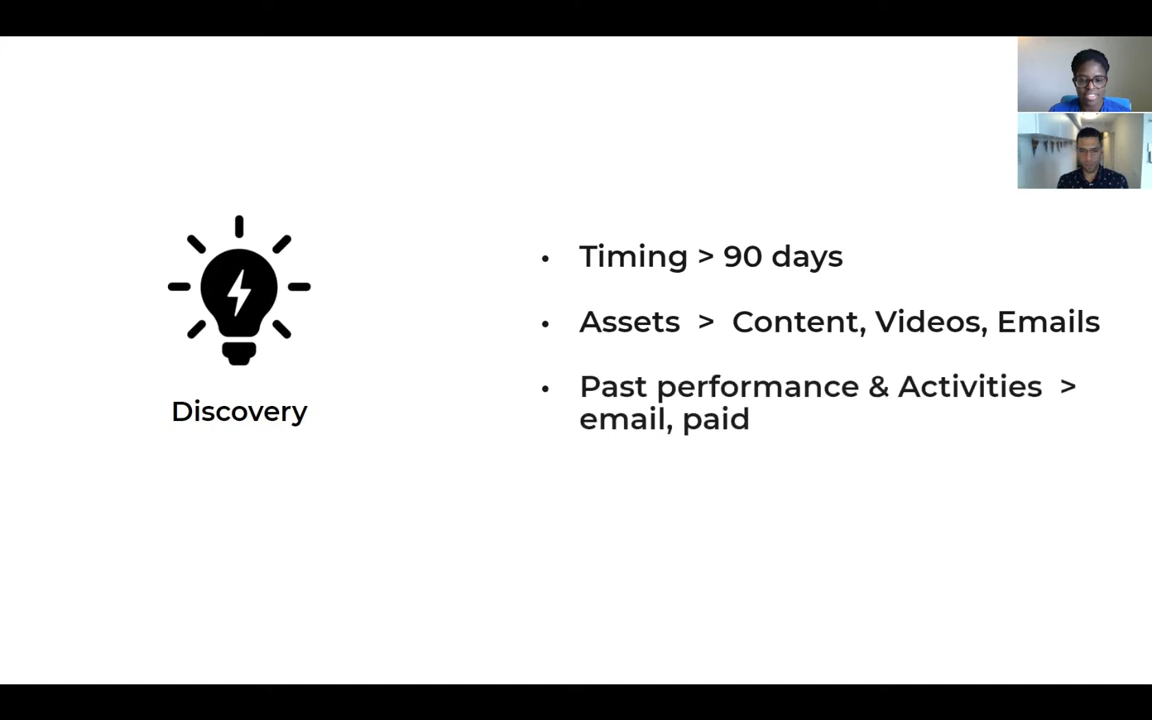 Discovery
• Timing > 90 days
• Assets > Content, Videos, Emails
• Past performance & Activities >
email, paid